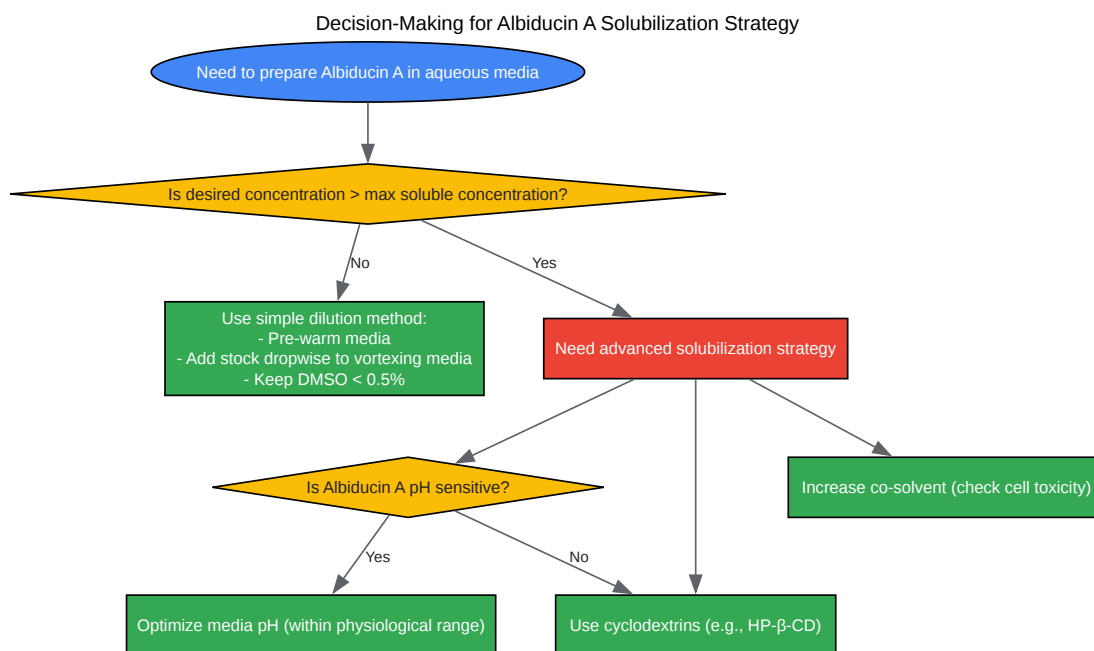 Decision-Making for Albiducin A Solubilization Strategy
Need to prepare Albiducin A in aqueous media
Is desired concentration > max soluble concentration?
No
Yes
Use simple dilution method:
- Pre-warm media
- Add stock dropwise to vortexing media
- Keep DMSO < 0.5%
Need advanced solubilization strategy
Is Albiducin A pH sensitive?
Increase co-solvent (check cell toxicity)
Yes
No
Optimize media pH (within physiological range)
Use cyclodextrins (e.g., HP-β-CD)